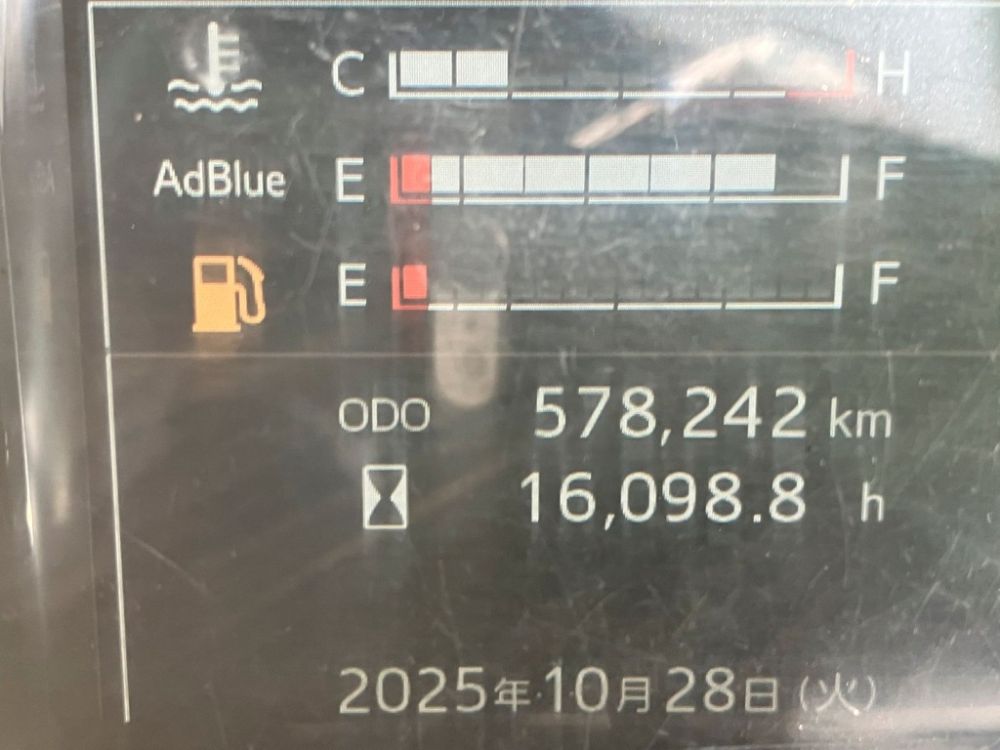 C H
AdBlue E F
E F
ODO 578,242 km
16,098.8 h
2025年10月28日(火)